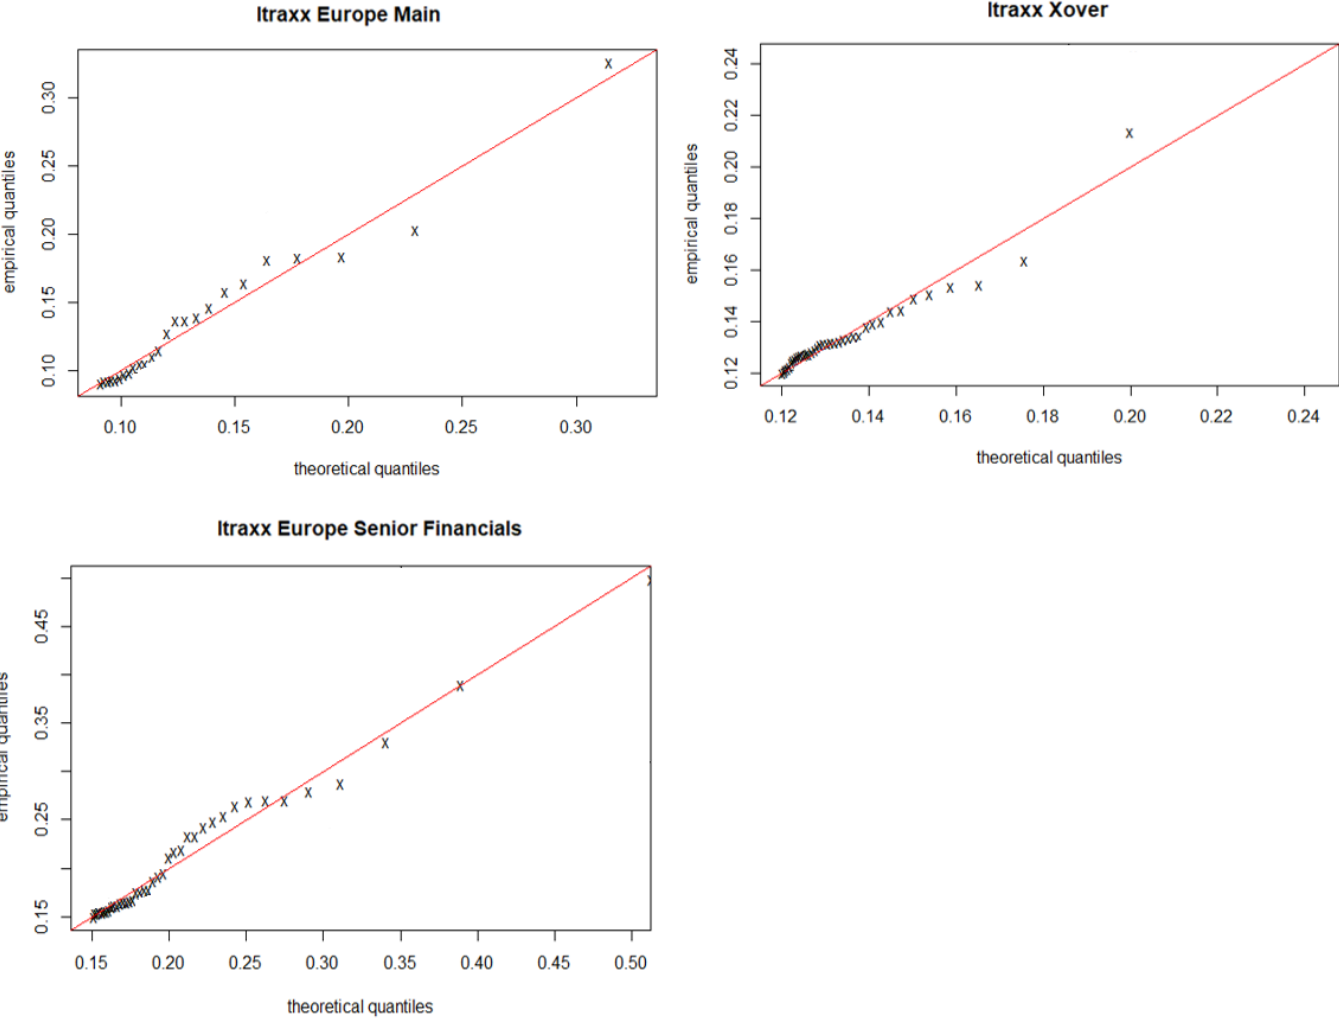 Itraxx Europe Main
empirical quantiles
0.10 0.15 0.20 0.25 0.30
0.10 0.15 0.20 0.25 0.30
theoretical quantiles
Itraxx Xover
empirical quantiles
0.12 0.14 0.16 0.18 0.20 0.22 0.24
0.12 0.14 0.16 0.18 0.20 0.22 0.24
theoretical quantiles
Itraxx Europe Senior Financials
empirical quantiles
0.15 0.25 0.35 0.45
0.15 0.20 0.25 0.30 0.35 0.40 0.45 0.50
theoretical quantiles